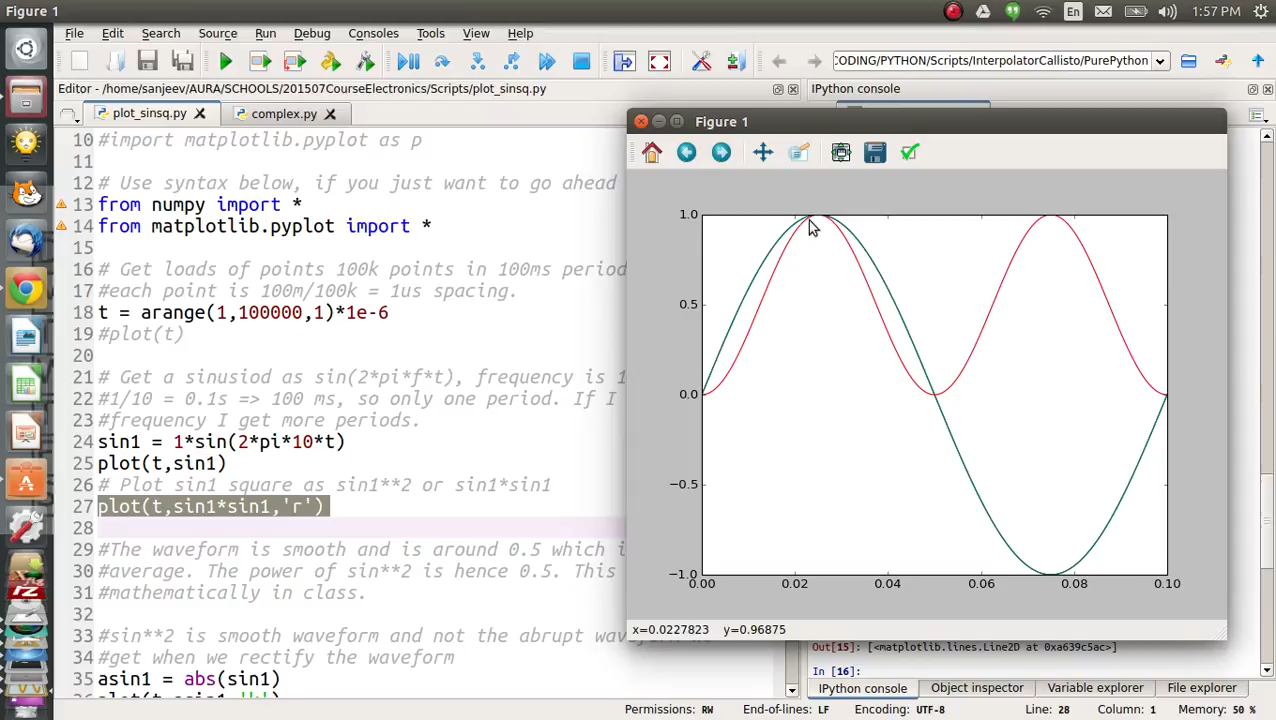 Figure 1
En
1:57 PM
File Edit Search Source Run Debug Consoles Tools View Help
CODING/PYTHON/Scripts/InterpolatorCallisto/PurePython
Editor - /home/sanjeev/AURA/SCHOOLS/201507CourseElectronics/Scripts/plot_sinsq.py
IPython console
plot_sinsq.py
complex.py
Figure 1
10 #import matplotlib.pyplot as p
11
12 # Use syntax below, if you just want to go ahead
13 from numpy import *
14 from matplotlib.pyplot import *
15
16 # Get loads of points 100k points in 100ms period
17 #each point is 100m/100k = 1us spacing.
18 t = arange(1,100000,1)*1e-6
19 #plot(t)
20
21 # Get a sinusiod as sin(2*pi*f*t), frequency is 1
22 #1/10 = 0.1s => 100 ms, so only one period. If I
23 #frequency I get more periods.
24 sin1 = 1*sin(2*pi*10*t)
25 plot(t,sin1)
26 # Plot sin1 square as sin1**2 or sin1*sin1
27 plot(t,sin1*sin1,'r')
28
29 #The waveform is smooth and is around 0.5 which i
30 #average. The power of sin**2 is hence 0.5. This
31 #mathematically in class.
32
33 #sin**2 is smooth waveform and not the abrupt wav
34 #get when we rectify the waveform
35 asin1 = abs(sin1)
1.0
0.5
0.0
−0.5
−1.0
0.00 0.02 0.04 0.06 0.08 0.10
x=0.0227823 y=0.96875
Out[15]: [<matplotlib.lines.Line2D at 0xa639c5ac>]
In [16]:
IPython console Object inspector Variable explorer File explorer
Permissions: RW End-of-lines: LF Encoding: UTF-8 Line: 28 Column: 1 Memory: 50 %